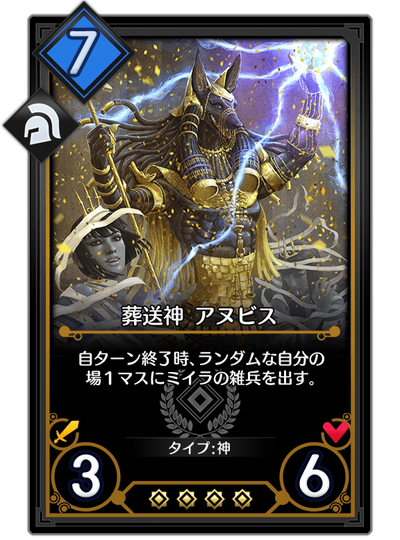 7
葬送神 アヌビス
自ターン終了時、ランダムな自分の
場1マスにミイラの雑兵を出す。
タイプ:神
3
6